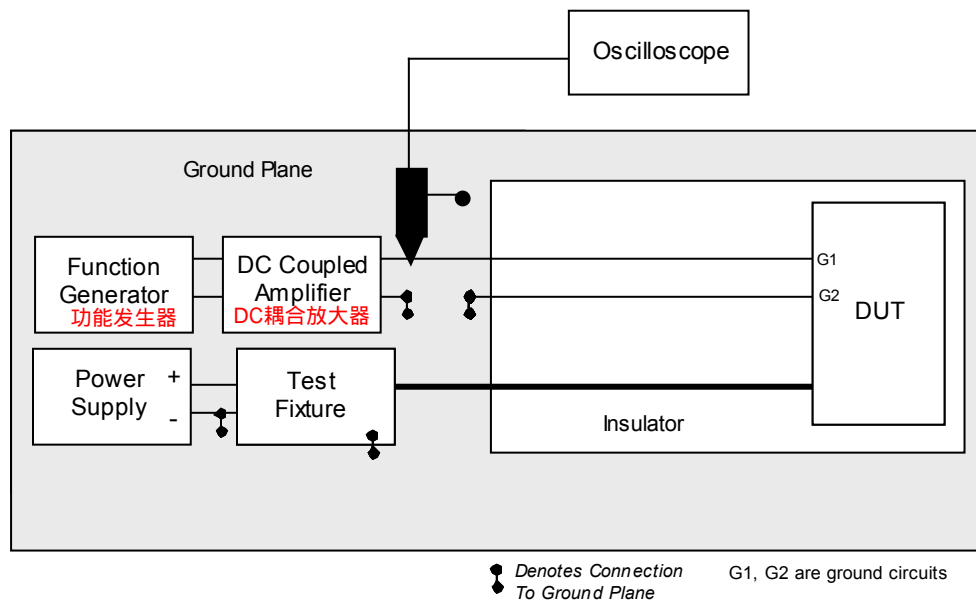 Oscilloscope
Ground Plane
Function
Generator
功能发生器
DC Coupled
Amplifier
DC耦合放大器
G1
G2
DUT
Power
Supply
+
-
Test
Fixture
Insulator
Denotes Connection
To Ground Plane
G1, G2 are ground circuits